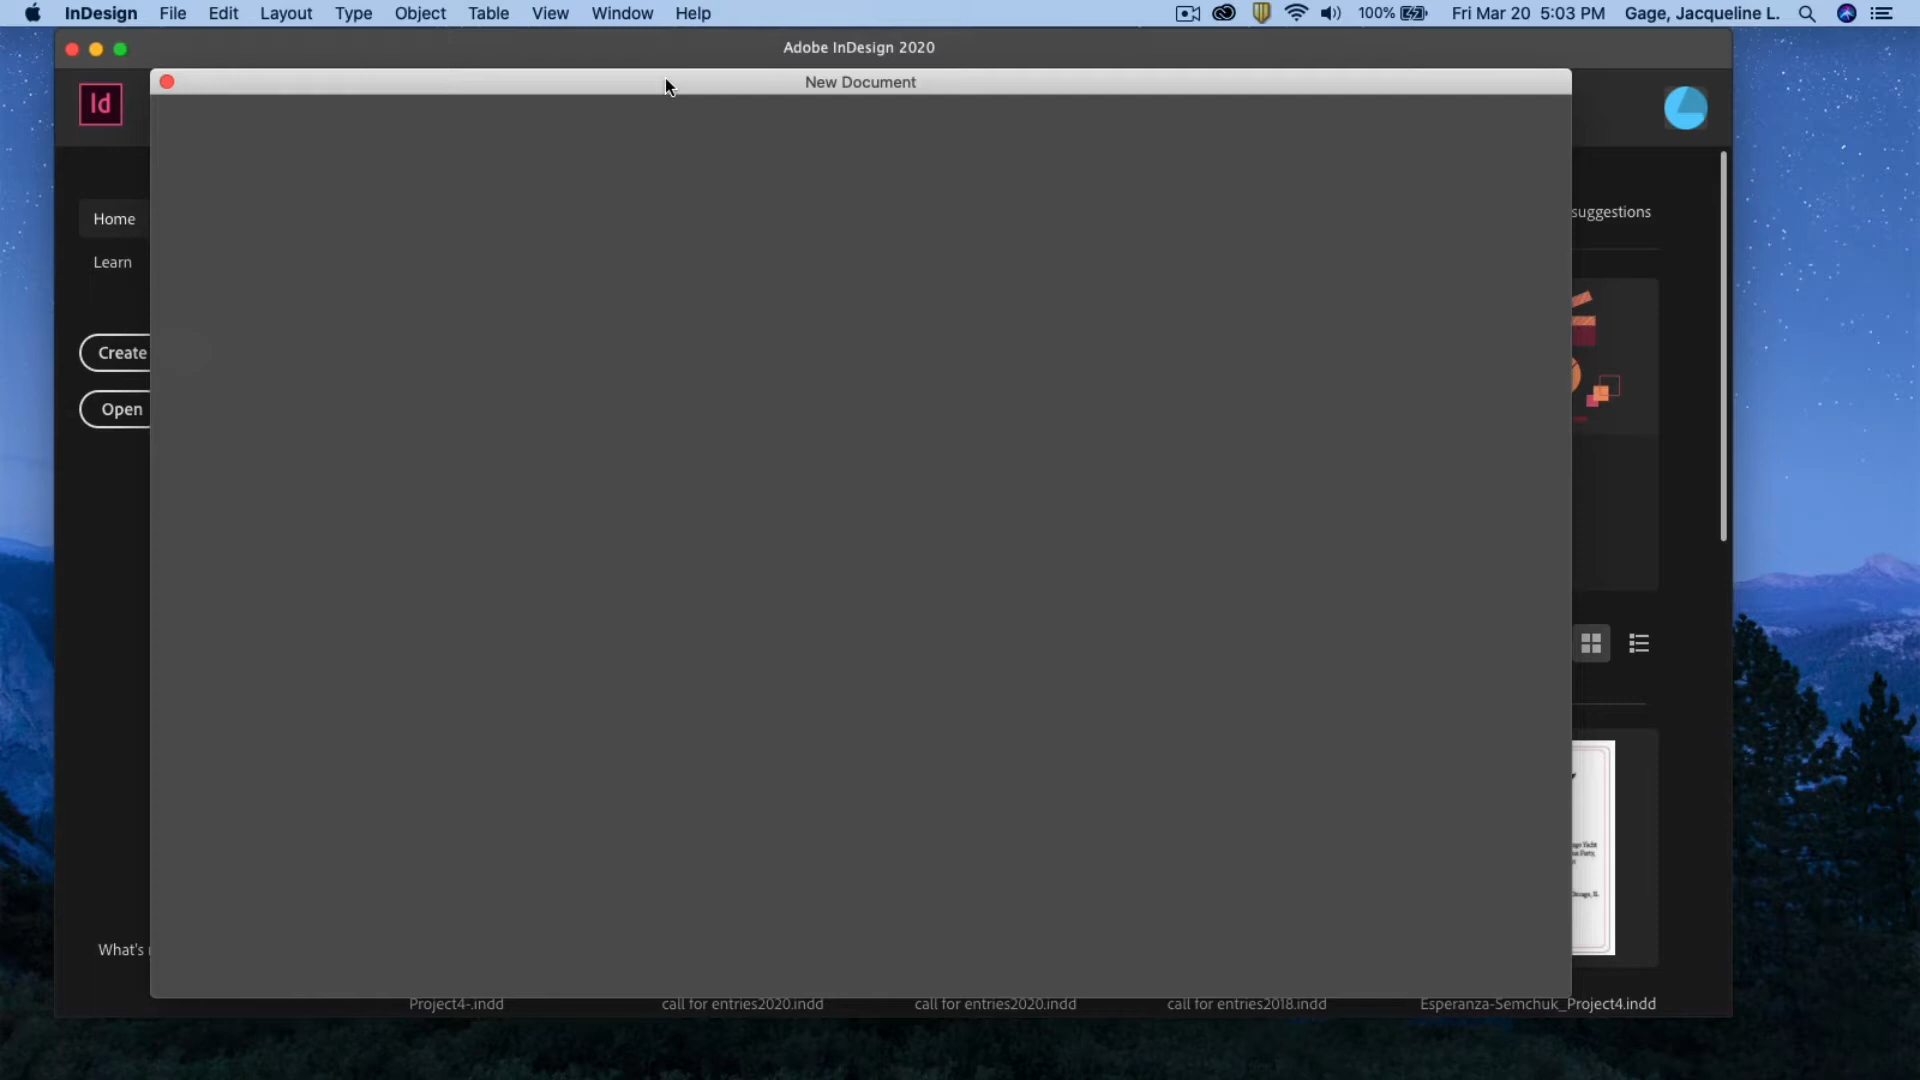 InDesign File Edit Layout Type Object Table View Window Help 100% Fri Mar 20 5:03 PM Gage, Jacqueline L.
Adobe InDesign 2020
New Document
Id
suggestions
Home
Learn
Create
Open
What's
Chicago, IL
Project4-.indd call for entries2020.indd call for entries2020.indd call for entries2018.indd Esperanza-Semchuk_Project4.indd